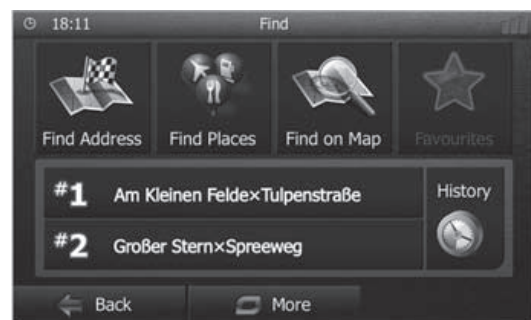 18:11 Find
Find Address Find Places Find on Map Favourites
#1 Am Kleinen Felde×Tulpenstraße History
#2 Großer Stern×Spreeweg
Back More